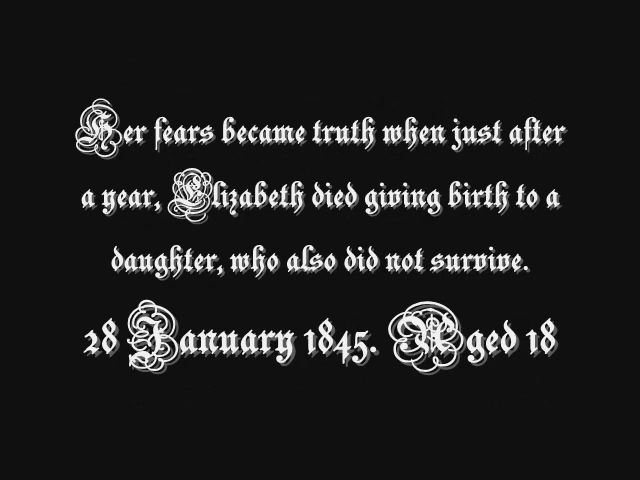 Her fears became truth when just after
a year, Elizabeth died giving birth to a
daughter, who also did not survive.
28 January 1845. Aged 18